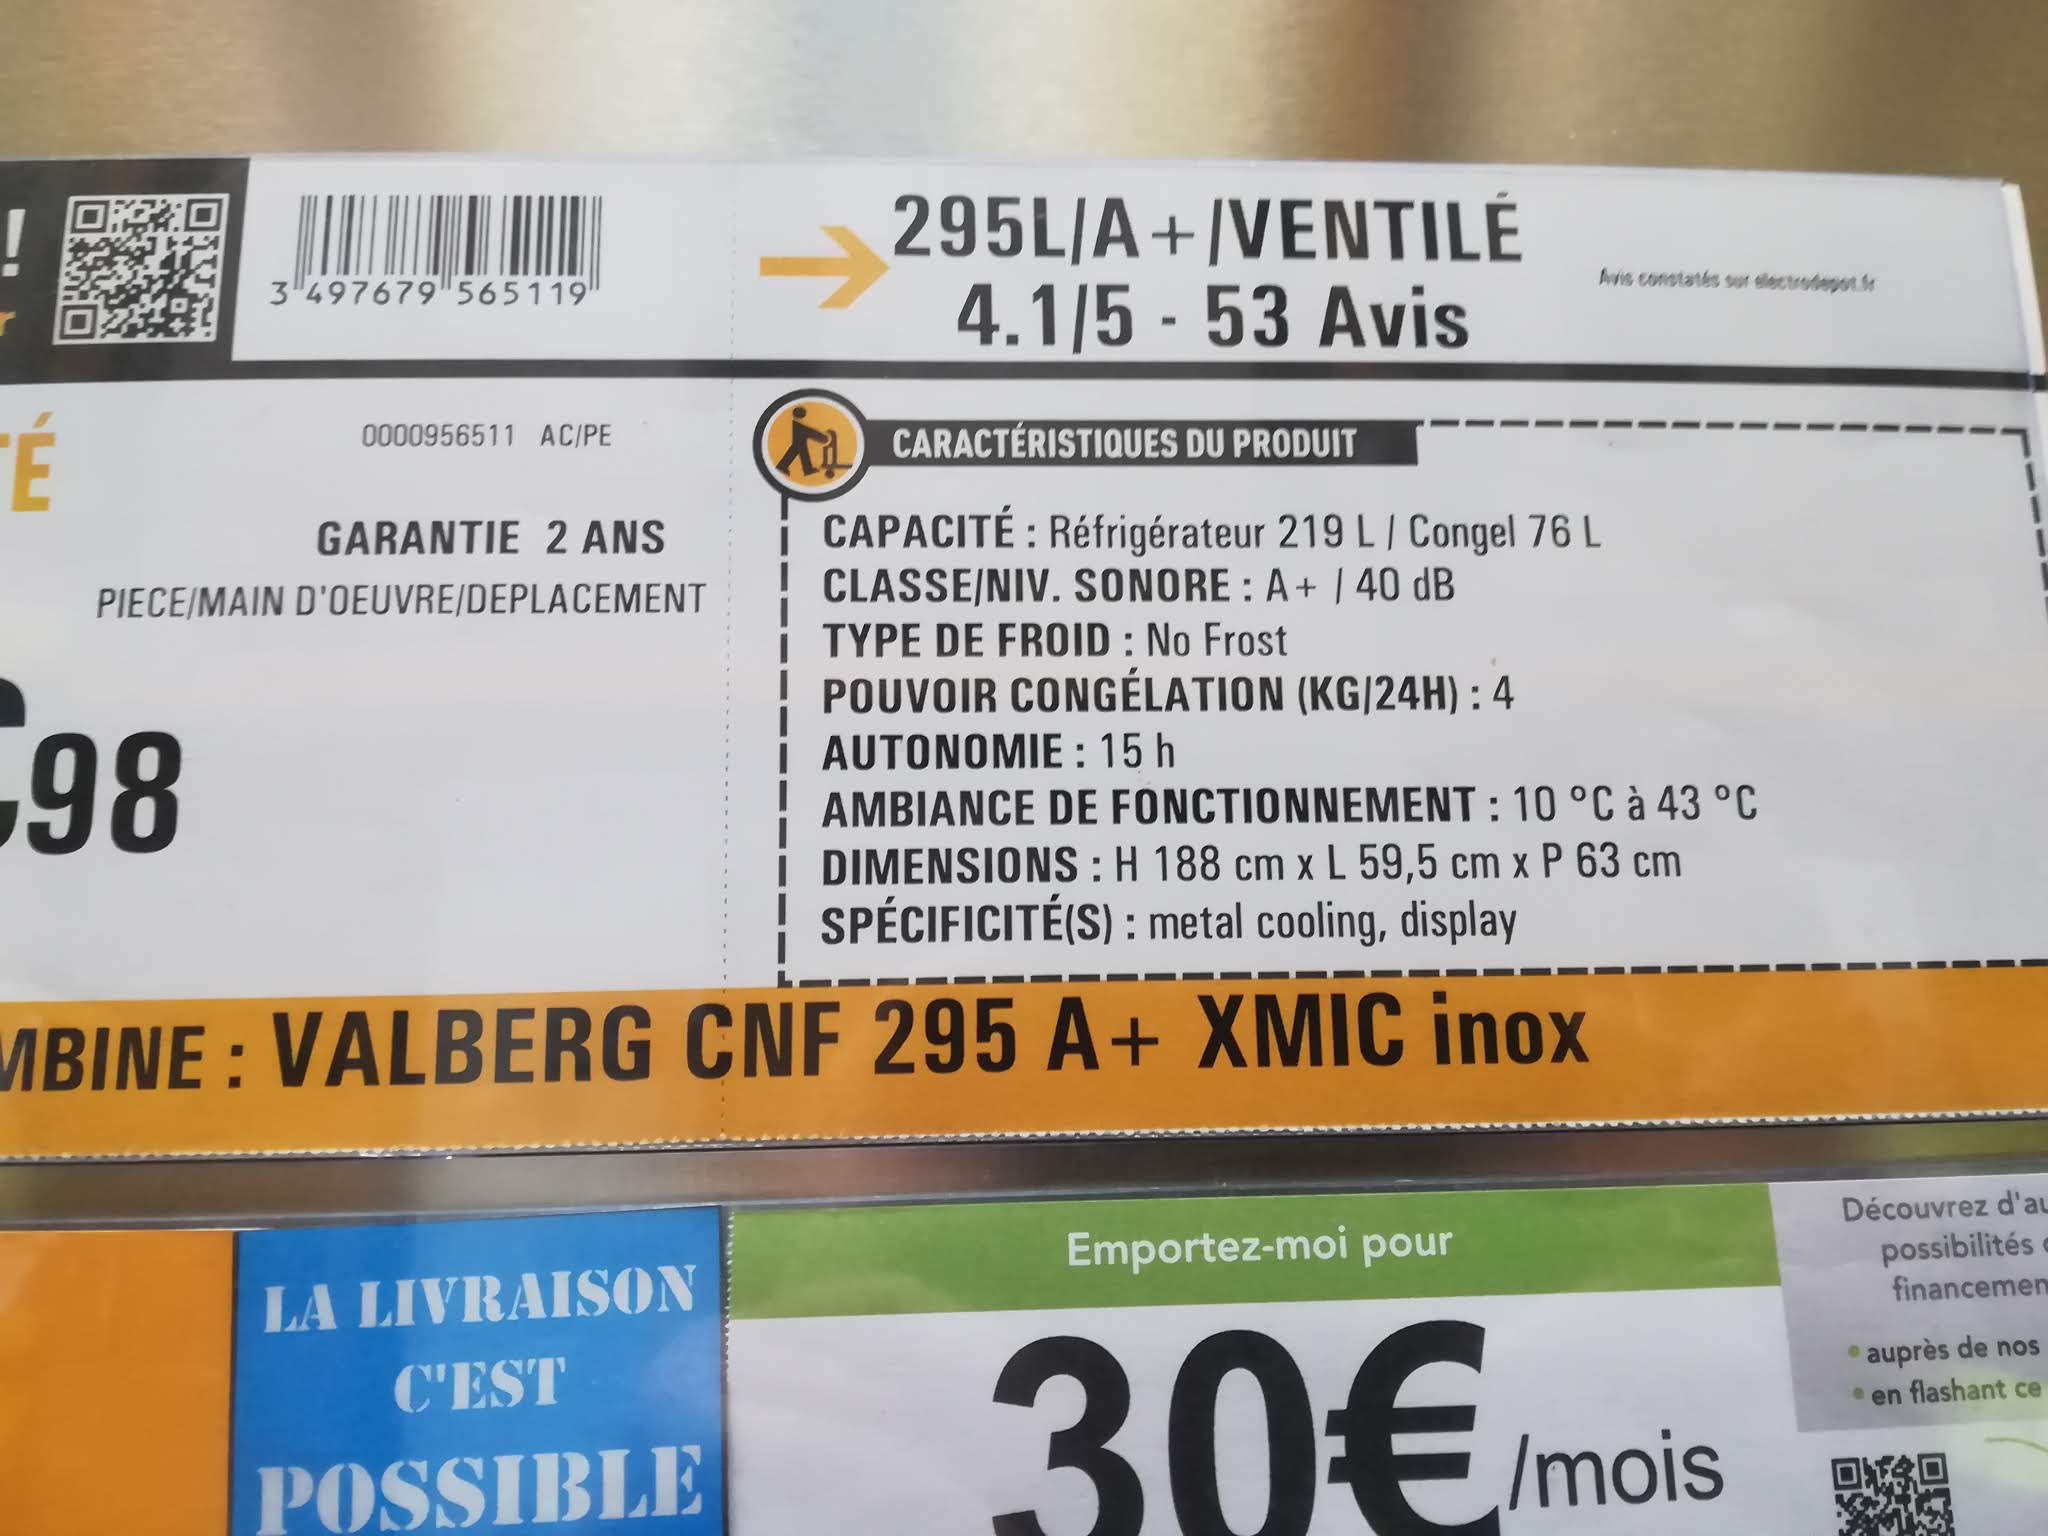 !
3 497679 565119
295L/A+/VENTILÉ
4.1/5 - 53 Avis
Avis constatés sur electrodepot.fr
TÉ
0000956511 AC/PE
GARANTIE 2 ANS
PIECE/MAIN D'OEUVRE/DEPLACEMENT
€98
CARACTÉRISTIQUES DU PRODUIT
CAPACITÉ : Réfrigérateur 219 L / Congel 76 L
CLASSE/NIV. SONORE : A+ / 40 dB
TYPE DE FROID : No Frost
POUVOIR CONGÉLATION (KG/24H) : 4
AUTONOMIE : 15 h
AMBIANCE DE FONCTIONNEMENT : 10 °C à 43 °C
DIMENSIONS : H 188 cm x L 59,5 cm x P 63 cm
SPÉCIFICITÉ(S) : metal cooling, display
MBINE : VALBERG CNF 295 A+ XMIC inox
LA LIVRAISON
C'EST
POSSIBLE
Emportez-moi pour
30€/mois
Découvrez d'au
possibilités
financemen
• auprès de nos
• en flashant ce